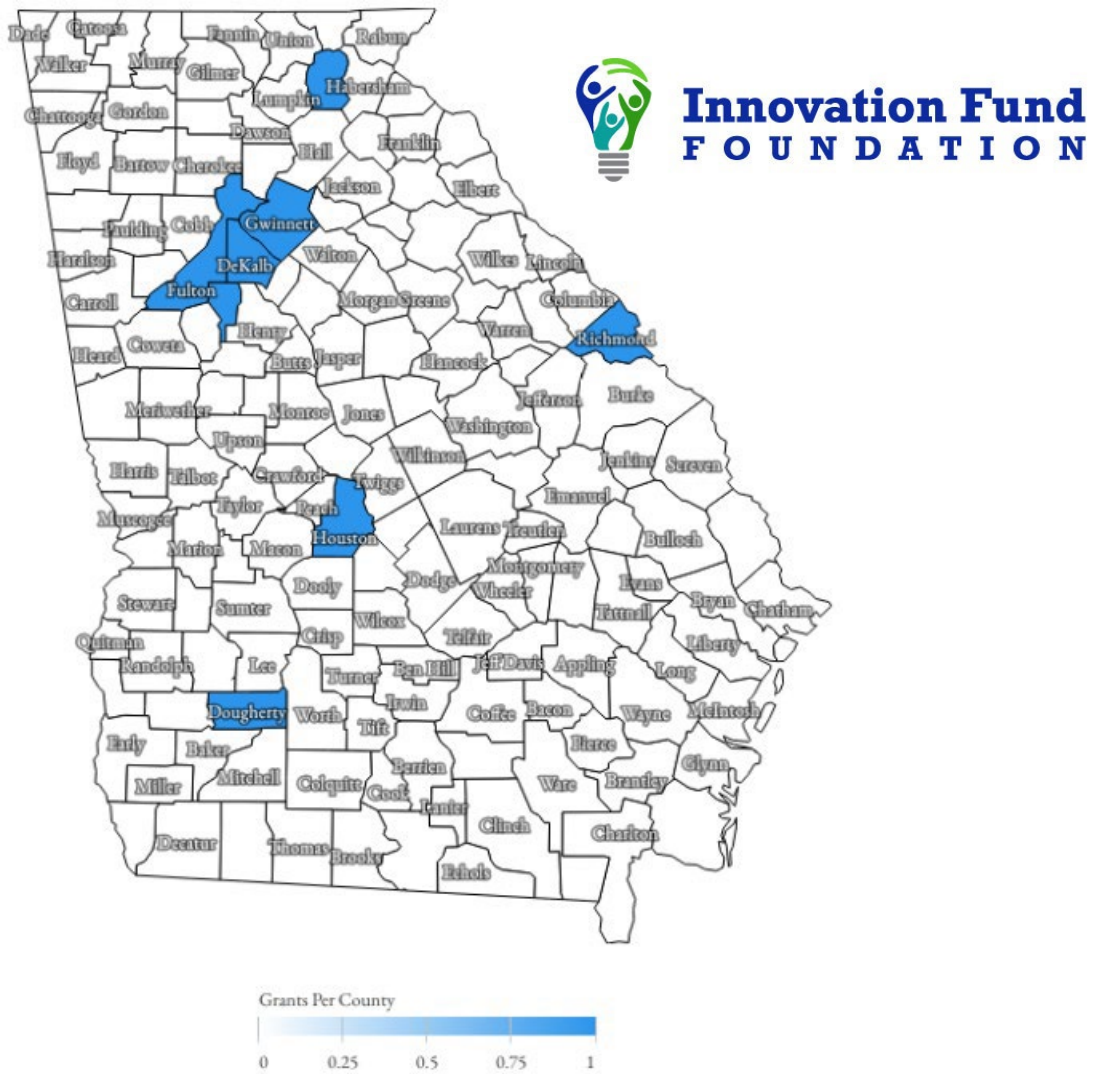 Innovation Fund
FOUNDATION
Dade
Catoosa
Fannin
Union
Rabun
Walker
Murray
Gilmer
Habersham
Lumpkin
Chattooga
Gordon
Dawson
Hall
Franklin
Floyd
Bartow
Cherokee
Jackson
Elbert
Paulding
Cobb
Gwinnett
Haralson
DeKalb
Walton
Wilkes
Lincoln
Carroll
Fulton
Morgan
Greene
Columbia
Henry
Warren
Richmond
Heard
Coweta
Butts
Jasper
Hancock
Meriwether
Monroe
Jones
Jefferson
Burke
Washington
Upson
Wilkinson
Harris
Talbot
Crawford
Twiggs
Jenkins
Screven
Muscogee
Taylor
Peach
Emanuel
Marion
Macon
Houston
Laurens
Treutlen
Bulloch
Dooly
Dodge
Montgomery
Wheeler
Evans
Stewart
Sumter
Wilcox
Tattnall
Bryan
Chatham
Quitman
Crisp
Telfair
Liberty
Randolph
Lee
Turner
Ben Hill
Jeff Davis
Appling
Long
Dougherty
Worth
Irwin
Tift
Coffee
Bacon
Wayne
McIntosh
Early
Baker
Pierce
Berrien
Glynn
Miller
Mitchell
Colquitt
Cook
Ware
Brantley
Lanier
Clinch
Charlton
Decatur
Thomas
Brooks
Echols
Grants Per County
0 0.25 0.5 0.75 1